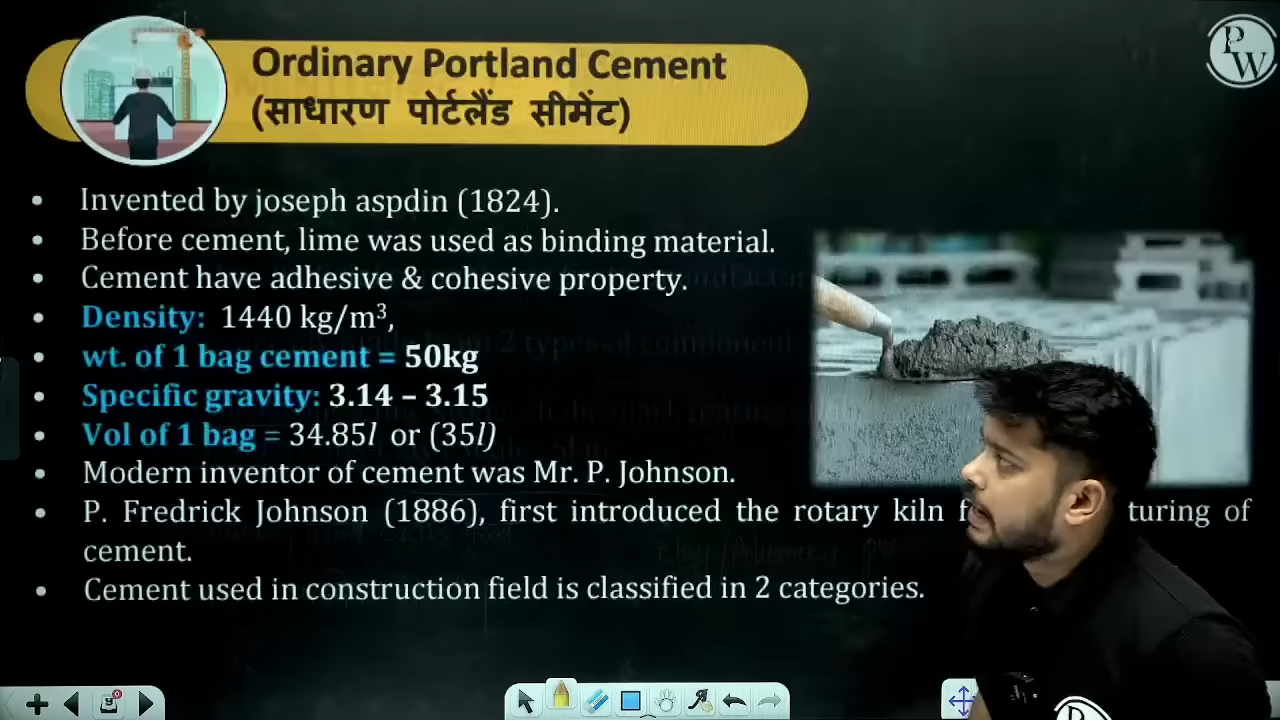 Ordinary Portland Cement
(साधारण पोर्टलैंड सीमेंट)
PW
• Invented by joseph aspdin (1824).
• Before cement, lime was used as binding material.
• Cement have adhesive & cohesive property.
• Density: 1440 kg/m³,
• wt. of 1 bag cement = 50kg
• Specific gravity: 3.14 – 3.15
• Vol of 1 bag = 34.85l or (35l)
• Modern inventor of cement was Mr. P. Johnson.
• P. Fredrick Johnson (1886), first introduced the rotary kiln turing of
cement.
• Cement used in construction field is classified in 2 categories.